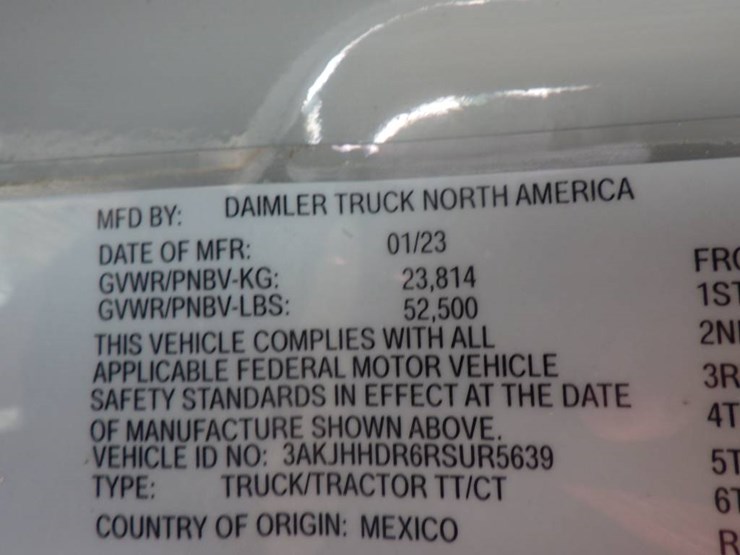 MFD BY: DAIMLER TRUCK NORTH AMERICA
DATE OF MFR: 01/23
GVWR/PNBV-KG: 23,814
GVWR/PNBV-LBS: 52,500
THIS VEHICLE COMPLIES WITH ALL
APPLICABLE FEDERAL MOTOR VEHICLE
SAFETY STANDARDS IN EFFECT AT THE DATE
OF MANUFACTURE SHOWN ABOVE.
VEHICLE ID NO: 3AKJHHDR6RSUR5639
TYPE: TRUCK/TRACTOR TT/CT
COUNTRY OF ORIGIN: MEXICO